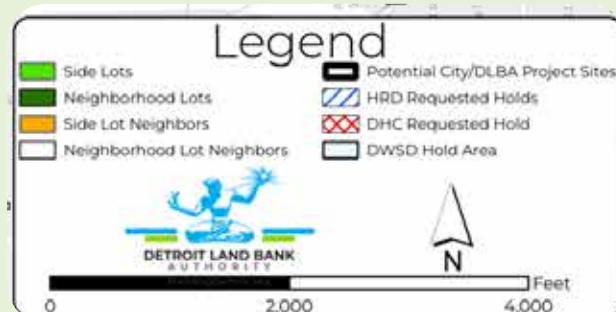 Legend
Side Lots
Neighborhood Lots
Side Lot Neighbors
Neighborhood Lot Neighbors
Potential City/DLBA Project Sites
HRD Requested Holds
DHC Requested Hold
DWSD Hold Area
DETROIT LAND BANK
AUTHORITY
N
Feet
0 2,000 4,000